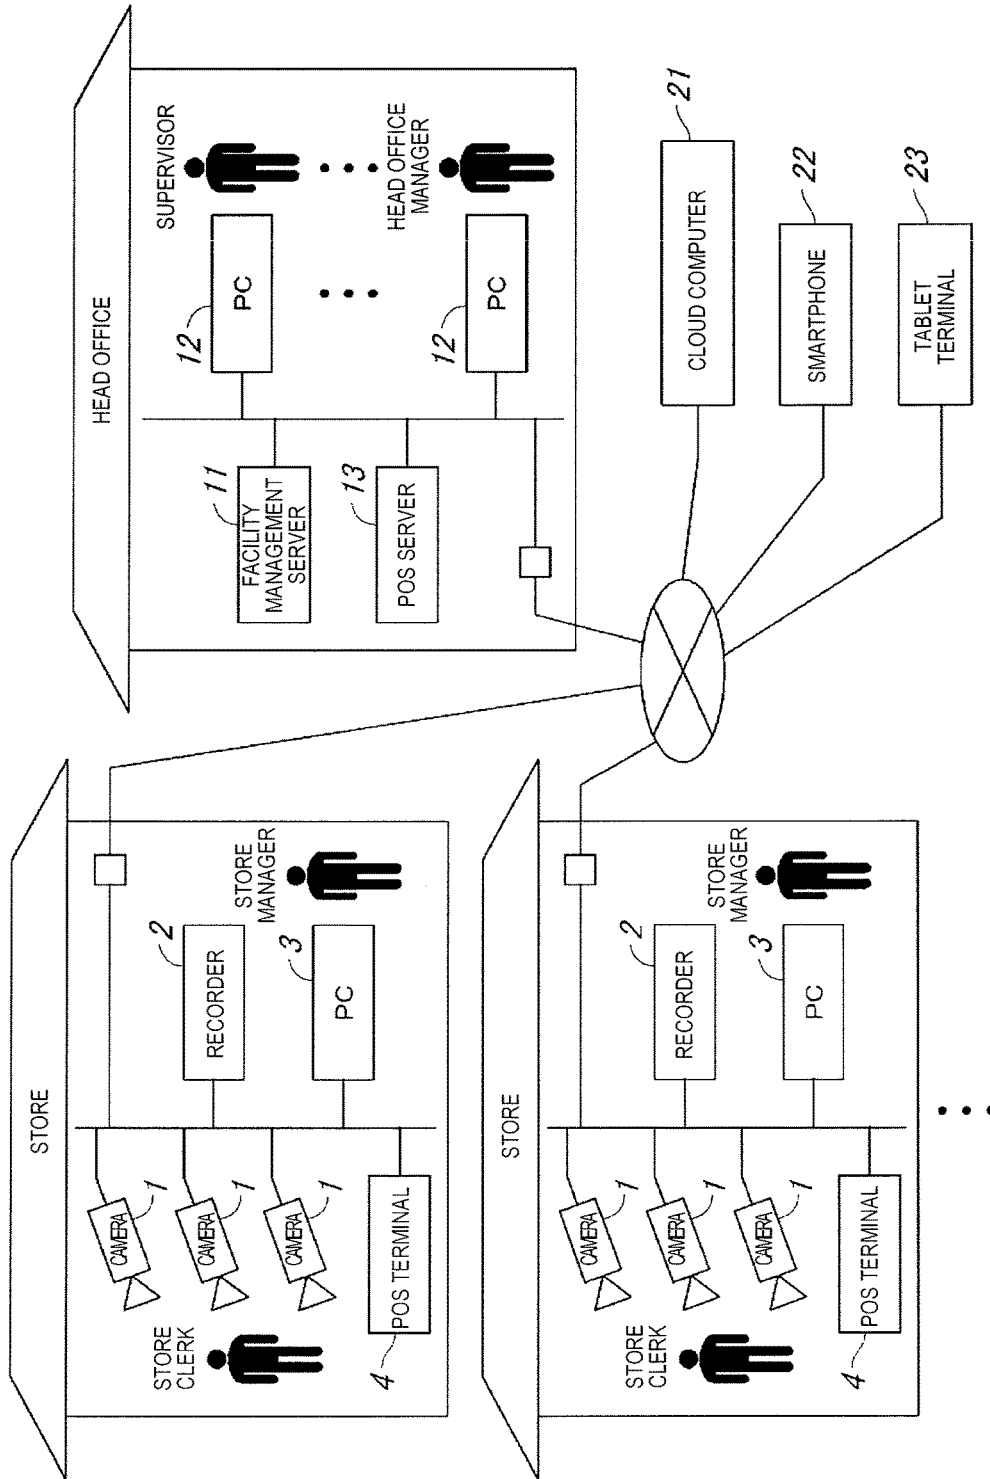 STORE
CAMERA
1
CAMERA
1
CAMERA
1
STORE
CLERK
POS TERMINAL
4
RECORDER
2
PC
3
STORE
MANAGER
STORE
CAMERA
1
CAMERA
1
CAMERA
1
STORE
CLERK
POS TERMINAL
4
RECORDER
2
PC
3
STORE
MANAGER
HEAD OFFICE
FACILITY
MANAGEMENT
SERVER
11
POS SERVER
13
12
PC
SUPERVISOR
12
PC
HEAD OFFICE
MANAGER
CLOUD COMPUTER
21
SMARTPHONE
22
TABLET
TERMINAL
23